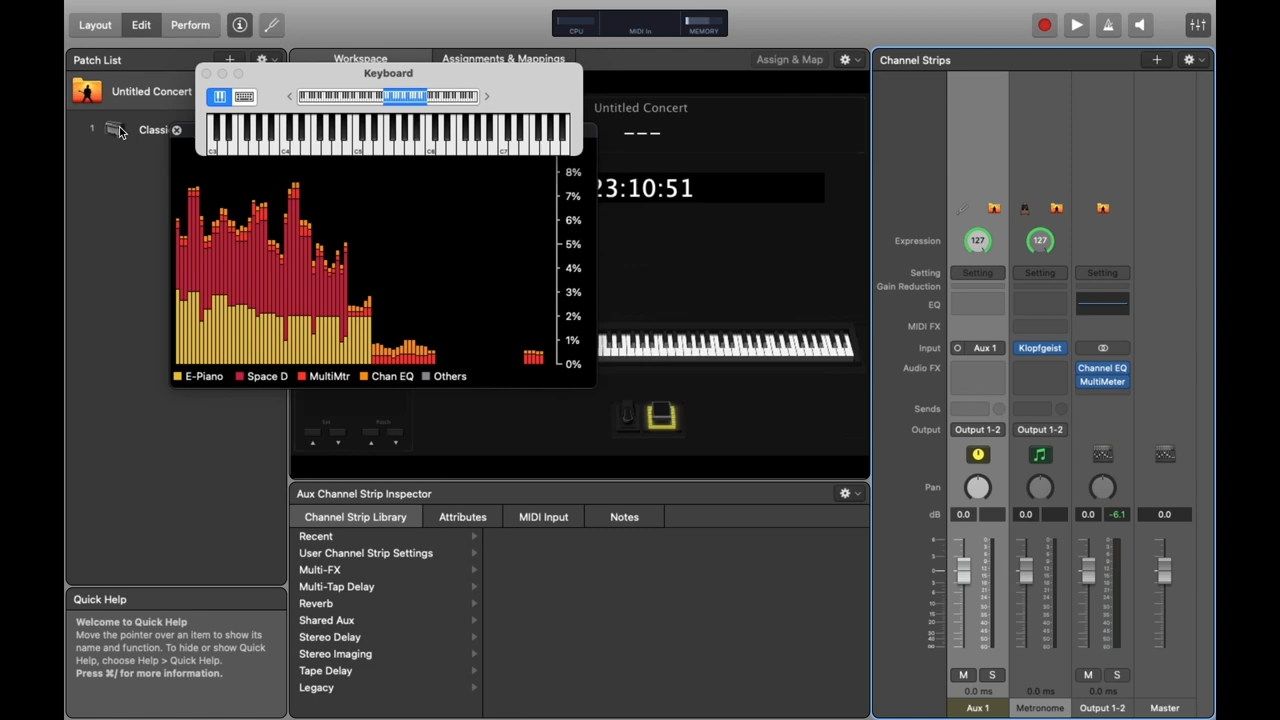 Layout Edit Perform
CPU MIDI In MEMORY
Patch List
Workspace Assignments & Mappings Assign & Map
Channel Strips
Keyboard
Untitled Concert
1 Classi
C3 C4 C5 C6 C7
8%
7%
6%
5%
4%
3%
2%
1%
0%
E-Piano Space D MultiMtr Chan EQ Others
Untitled Concert
---
23:10:51
Set Patch
Expression 127 127
Setting Setting Setting Setting
Gain Reduction
EQ
MIDI FX
Input Aux 1 Klopfgeist
Audio FX Channel EQ
MultiMeter
Sends
Output Output 1-2 Output 1-2
Pan
dB 0.0 0.0 0.0 -6.1 0.0
M S M S
0.0 ms 0.0 ms 0.0 ms
Aux 1 Metronome Output 1-2 Master
Aux Channel Strip Inspector
Channel Strip Library Attributes MIDI Input Notes
Recent
User Channel Strip Settings
Multi-FX
Multi-Tap Delay
Reverb
Shared Aux
Stereo Delay
Stereo Imaging
Tape Delay
Legacy
Quick Help
Welcome to Quick Help
Move the pointer over an item to show its
name and function. To hide or show Quick
Help, choose Help > Quick Help.
Press ⌘/ for more information.